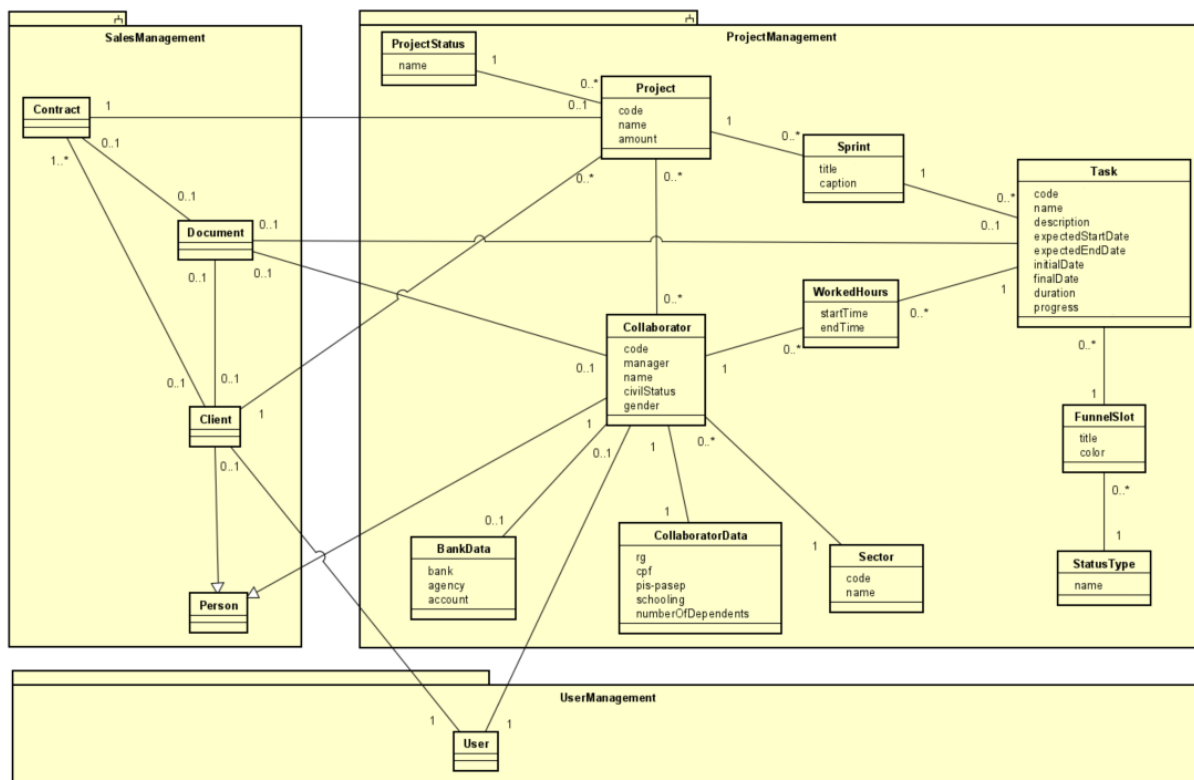 SalesManagement
ProjectManagement
ProjectStatus
name
1
0..*
Project
code
name
amount
Contract
1
0..1
1
0..*
Sprint
title
caption
1
0..*
Task
code
name
description
expectedStartDate
expectedEndDate
initialDate
finalDate
duration
progress
1..*
0..1
0..1
Document
0..1
0..1
0..1
0..1
0..*
0..*
0..*
Collaborator
code
manager
name
civilStatus
gender
WorkedHours
startTime
endTime
1
0..*
0..*
1
0..1
0..1
0..1
Client
1
0..1
0..*
1
FunnelSlot
title
color
0..*
1
StatusType
name
1
0..1
1
0..*
0..1
BankData
bank
agency
account
1
CollaboratorData
rg
cpf
pis-pasep
schooling
numberOfDependents
1
Sector
code
name
Person
UserManagement
1
1
User